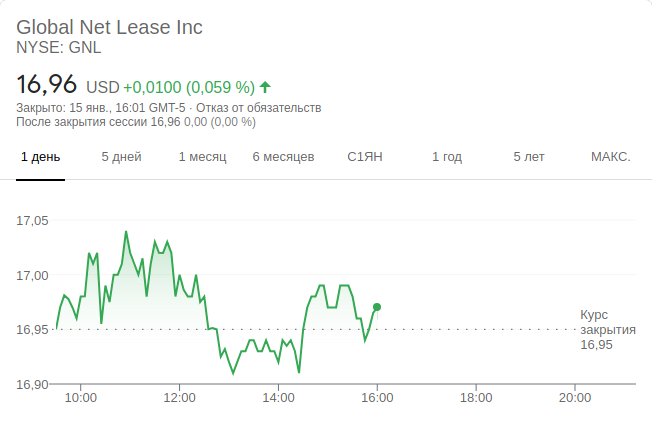 Global Net Lease Inc
NYSE: GNL
16,96 USD +0,0100 (0,059 %)
Закрыто: 15 янв., 16:01 GMT-5 · Отказ от обязательств
После закрытия сессии 16,96 0,00 (0,00 %)
1 день 5 дней 1 месяц 6 месяцев С1ЯН 1 год 5 лет МАКС.
17,05
17,00
16,95
16,90
Курс
закрытия
16,95
10:00 12:00 14:00 16:00 18:00 20:00